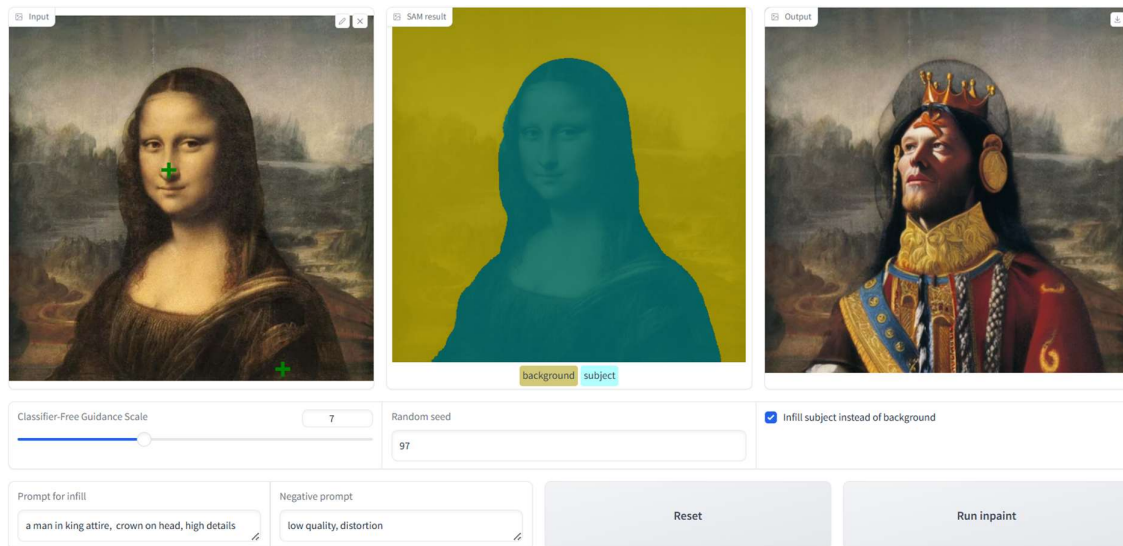 Input
SAM result
Output
background subject
Classifier-Free Guidance Scale
7
Random seed
97
Infill subject instead of background
Prompt for infill
a man in king attire, crown on head, high details
Negative prompt
low quality, distortion
Reset
Run inpaint